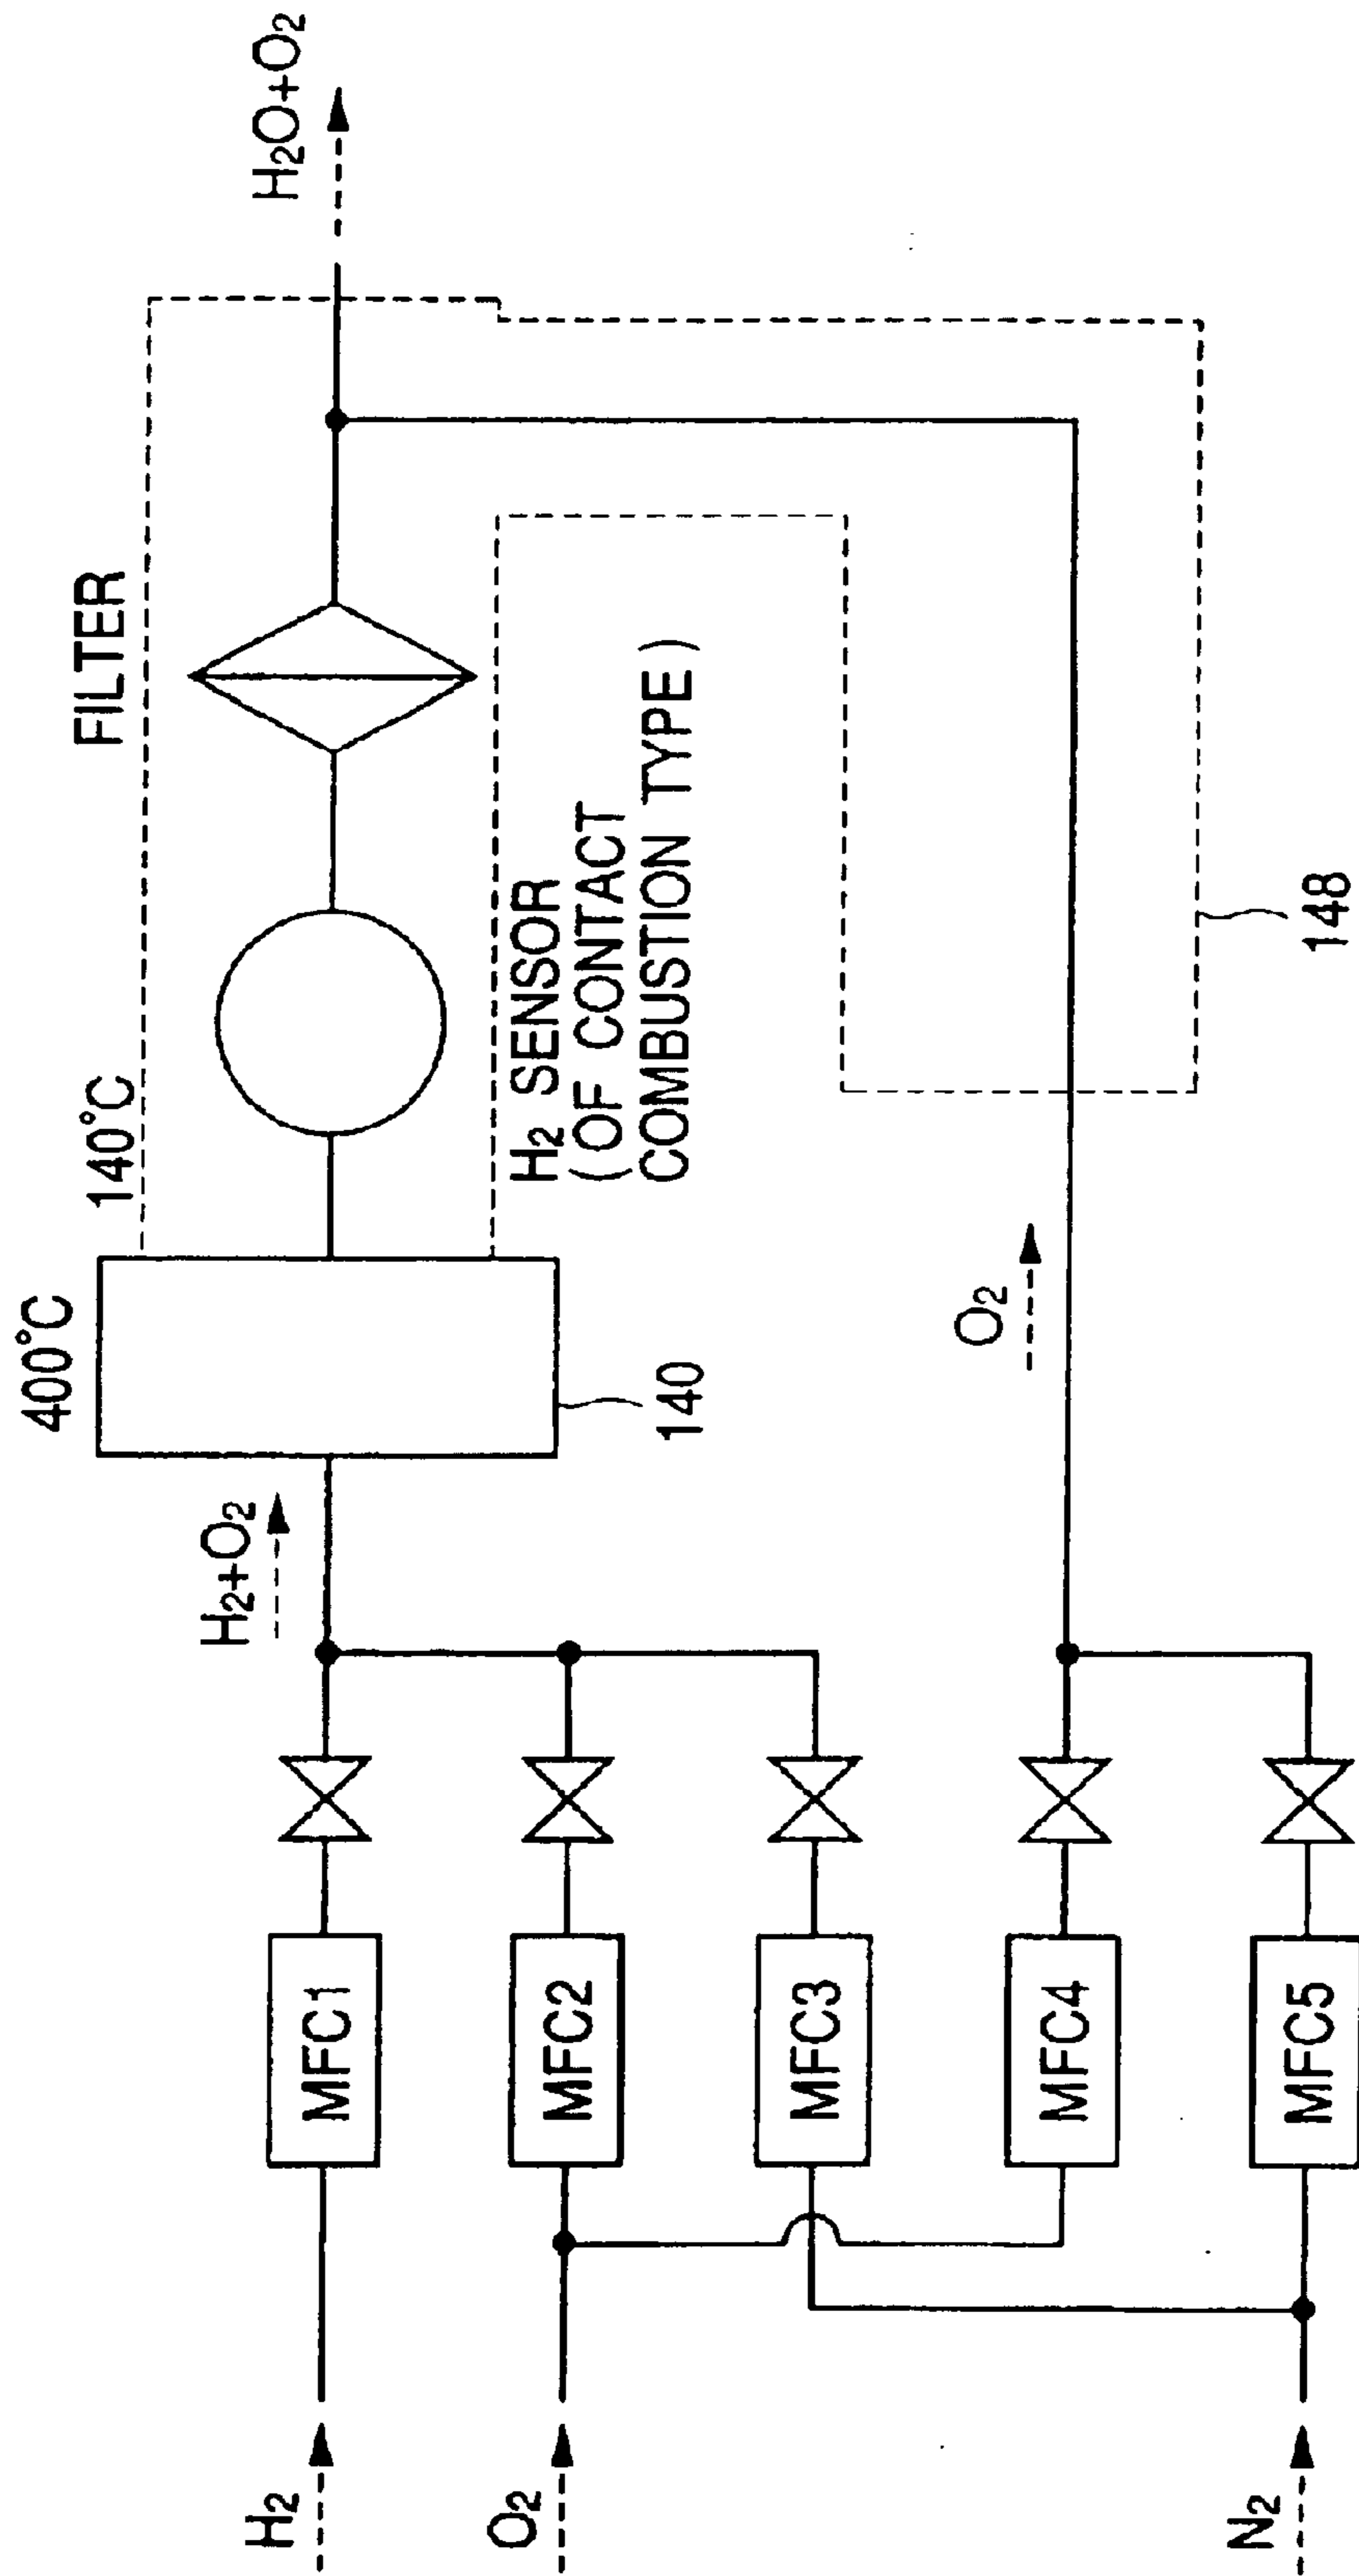 H₂
O₂
N₂
MFC1
MFC2
MFC3
MFC4
MFC5
H₂+O₂
O₂
400°C
140
140°C
H₂ SENSOR
(OF CONTACT
COMBUSTION TYPE)
FILTER
148
H₂O+O₂